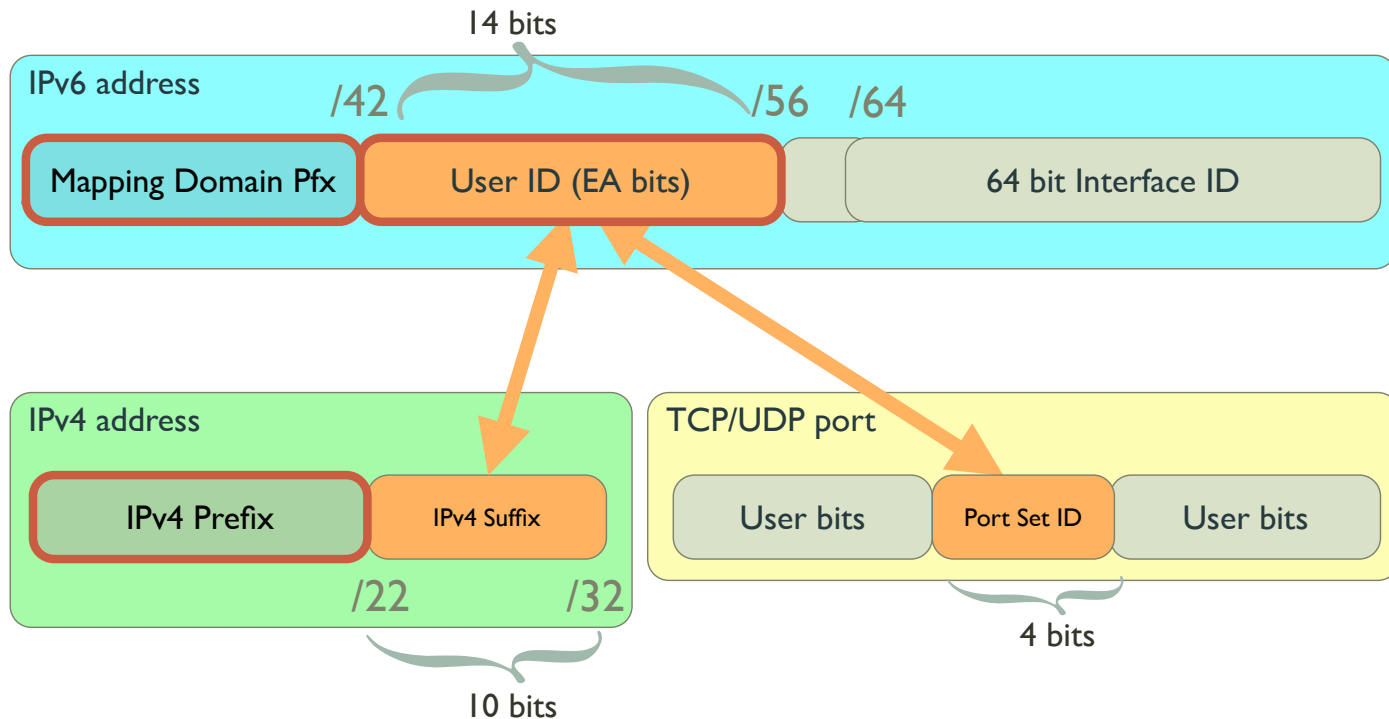 14 bits
IPv6 address
/42
/56
/64
Mapping Domain Pfx
User ID (EA bits)
64 bit Interface ID
IPv4 address
TCP/UDP port
IPv4 Prefix
IPv4 Suffix
User bits
Port Set ID
User bits
/22
/32
4 bits
10 bits